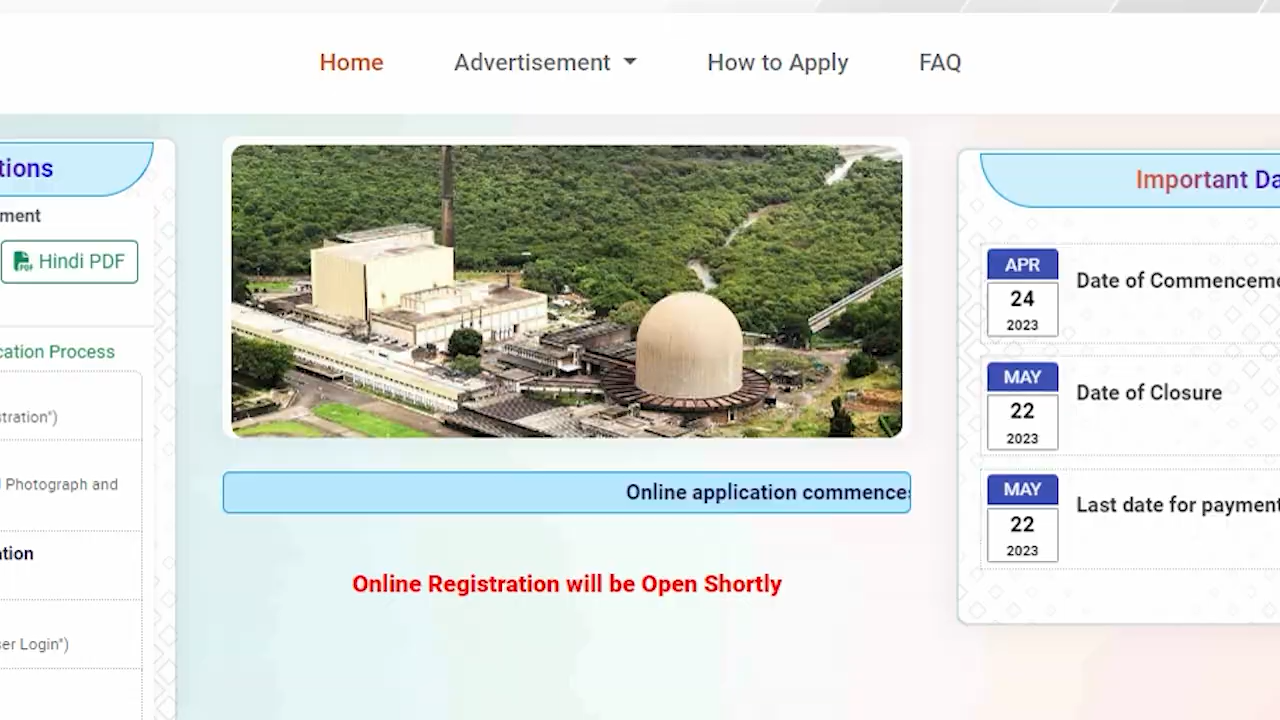 Home
Advertisement
How to Apply
FAQ
tions
ment
Hindi PDF
cation Process
stration")
Photograph and
ation
ser Login")
Online application commences
Online Registration will be Open Shortly
Important Da
APR
24
2023
Date of Commenceme
MAY
22
2023
Date of Closure
MAY
22
2023
Last date for payment